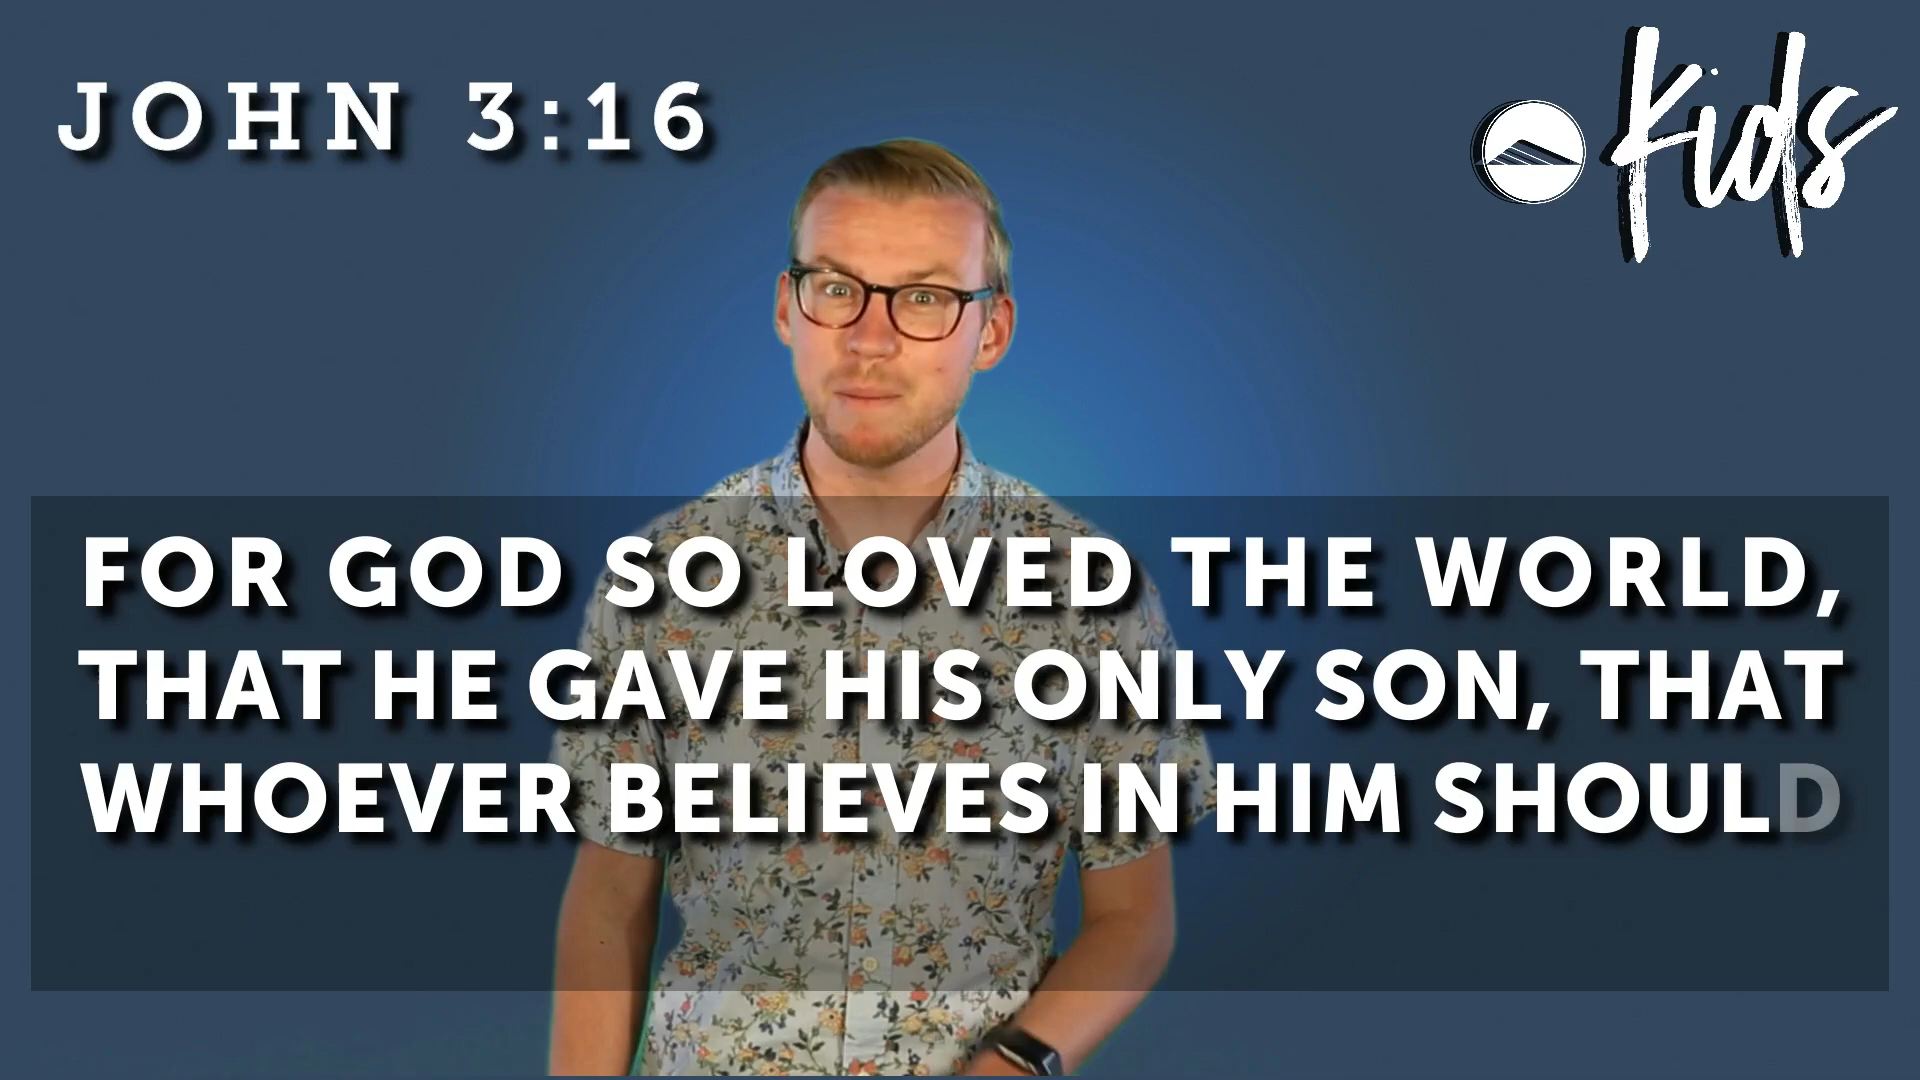 JOHN 3:16
Kids
FOR GOD SO LOVED THE WORLD,
THAT HE GAVE HIS ONLY SON, THAT
WHOEVER BELIEVES IN HIM SHOULD